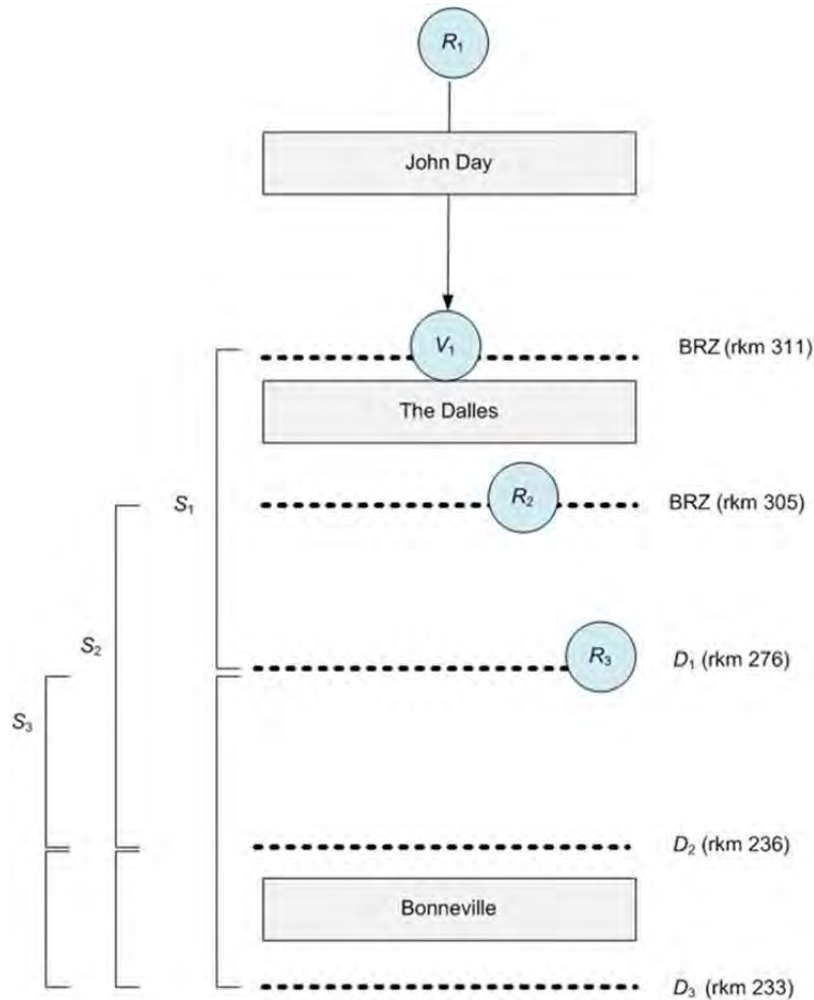 R₁
John Day
V₁
BRZ (rkm 311)
The Dalles
S₁
R₂
BRZ (rkm 305)
S₂
R₃
D₁ (rkm 276)
S₃
D₂ (rkm 236)
Bonneville
D₃ (rkm 233)